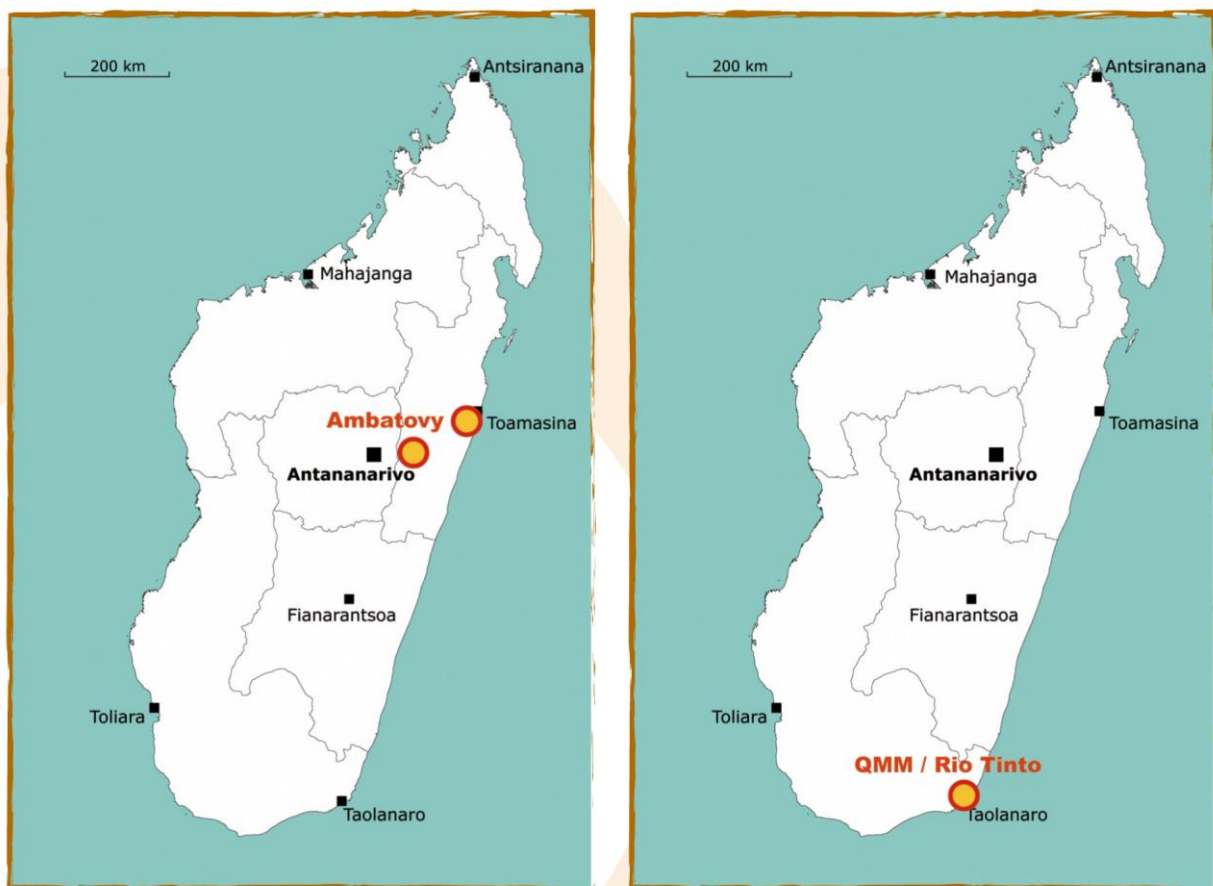 200 km
Antsiranana
Mahajanga
Ambatovy
Toamasina
Antananarivo
Fianarantsoa
Toliara
Taolanaro
200 km
Antsiranana
Mahajanga
Toamasina
Antananarivo
Fianarantsoa
Toliara
QMM / Rio Tinto
Taolanaro